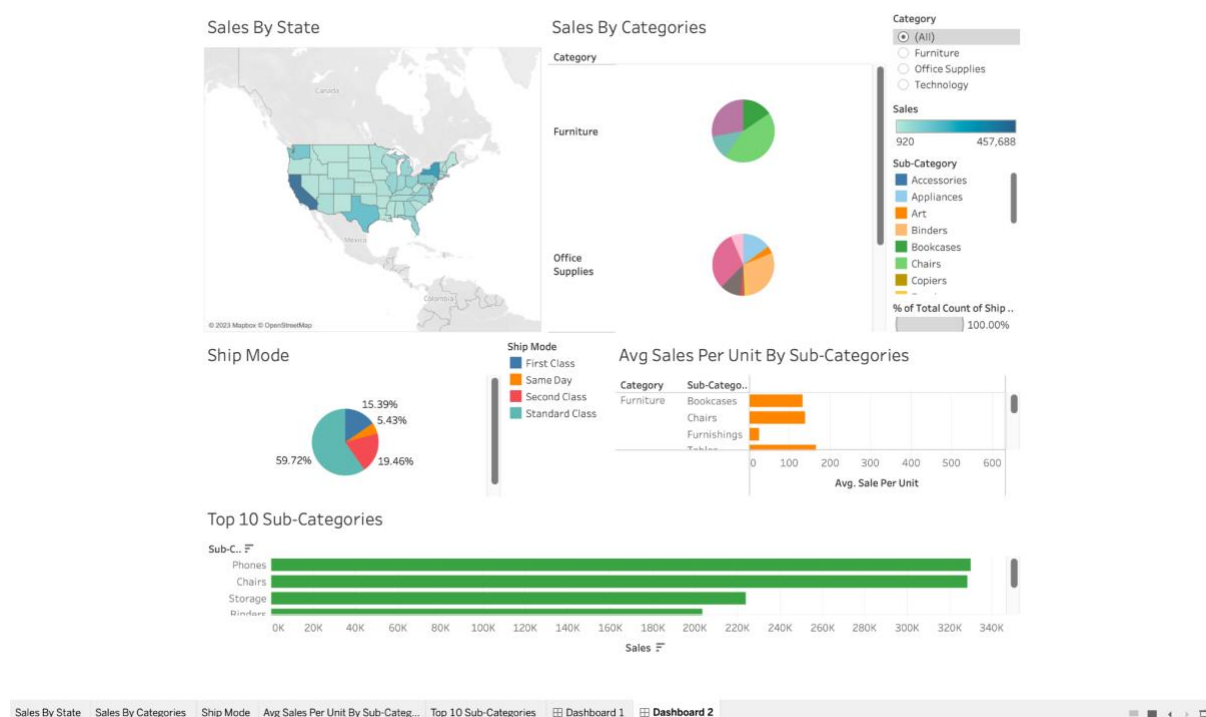 Sales By State
Canada
Mexico
Colombia
© 2023 Mapbox © OpenStreetMap
Sales By Categories
Category
Furniture
Office
Supplies
Category
(All)
Furniture
Office Supplies
Technology
Sales
920 457,688
Sub-Category
Accessories
Appliances
Art
Binders
Bookcases
Chairs
Copiers
% of Total Count of Ship ..
100.00%
Ship Mode
15.39%
5.43%
59.72%
19.46%
Ship Mode
First Class
Same Day
Second Class
Standard Class
Avg Sales Per Unit By Sub-Categories
Category Sub-Catego..
Furniture Bookcases
Chairs
Furnishings
Tables
0 100 200 300 400 500 600
Avg. Sale Per Unit
Top 10 Sub-Categories
Sub-C..
Phones
Chairs
Storage
Binders
0K 20K 40K 60K 80K 100K 120K 140K 160K 180K 200K 220K 240K 260K 280K 300K 320K 340K
Sales
Sales By State Sales By Categories Ship Mode Avg Sales Per Unit By Sub-Categ... Top 10 Sub-Categories Dashboard 1 Dashboard 2